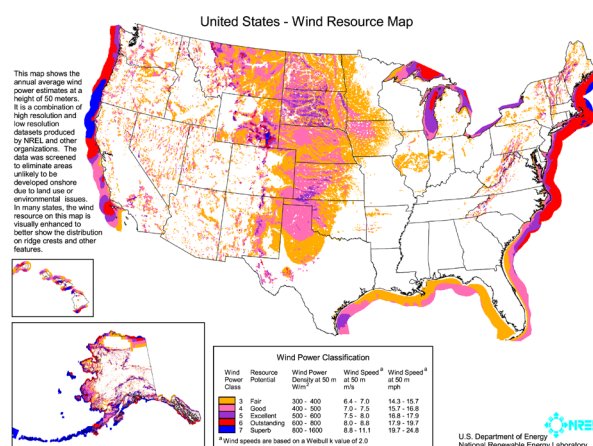 United States - Wind Resource Map
This map shows the
annual average wind
power estimates at a
height of 50 meters.
It is a combination of
high resolution and
low resolution
datasets produced
by NREL and other
organizations. The
data was screened
to eliminate areas
unlikely to be
developed onshore
due to land use or
environmental issues.
In many states, the wind
resource on this map is
visually enhanced to
better show the distribution
on ridge crests and other
features.
Wind Power Classification
Wind Resource Wind Power Wind Speed a Wind Speed a
Power Potential Density at 50 m at 50 m at 50 m
Class W/m2 m/s mph
3 Fair 300 - 400 6.4 - 7.0 14.3 - 15.7
4 Good 400 - 500 7.0 - 7.5 15.7 - 16.8
5 Excellent 500 - 600 7.5 - 8.0 16.8 - 17.9
6 Outstanding 600 - 800 8.0 - 8.8 17.9 - 19.7
7 Superb 800 - 1600 8.8 - 11.1 19.7 - 24.8
a Wind speeds are based on a Weibull k value of 2.0
NREL
U.S. Department of Energy
National Renewable Energy Laboratory